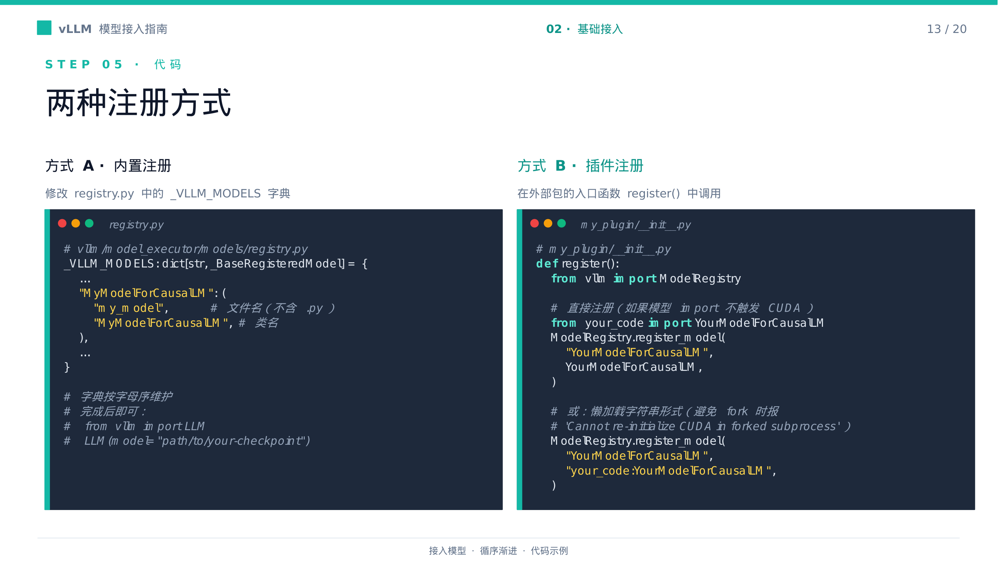 vLLM 模型接入指南
02 · 基础接入
13 / 20
STEP 05 · 代码
两种注册方式
方式 A · 内置注册
修改 registry.py 中的 _VLLM_MODELS 字典
registry.py
# vllm/model_executor/models/registry.py
_VLLM_MODELS: dict[str, _BaseRegisteredModel] = {
    ...
    "MyModelForCausalLM": (
        "my_model",            # 文件名（不含 .py）
        "MyModelForCausalLM",  # 类名
    ),
    ...
}
# 字典按字母序维护
# 完成后即可：
#   from vllm import LLM
#   LLM(model="path/to/your-checkpoint")
方式 B · 插件注册
在外部包的入口函数 register() 中调用
my_plugin/__init__.py
# my_plugin/__init__.py
def register():
    from vllm import ModelRegistry
    # 直接注册（如果模型 import 不触发 CUDA）
    from your_code import YourModelForCausalLM
    ModelRegistry.register_model(
        "YourModelForCausalLM",
        YourModelForCausalLM,
    )
    # 或：懒加载字符串形式（避免 fork 时报
    # 'Cannot re-initialize CUDA in forked subprocess'）
    ModelRegistry.register_model(
        "YourModelForCausalLM",
        "your_code:YourModelForCausalLM",
    )
接入模型 · 循序渐进 · 代码示例